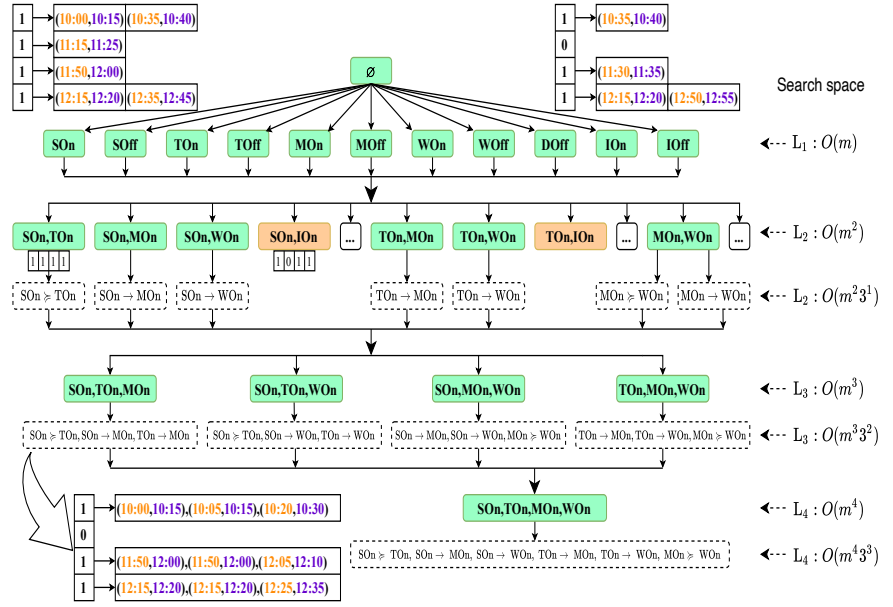 1 (10:00,10:15) (10:35,10:40)
1 (11:15,11:25)
1 (11:50,12:00)
1 (12:15,12:20) (12:35,12:45)
1 (10:35,10:40)
0
1 (11:30,11:35)
1 (12:15,12:20) (12:50,12:55)
∅
Search space
SOn SOff TOn TOff MOn MOff WOn WOff DOff IOn IOff
L₁ : O(m)
SOn,TOn SOn,MOn SOn,WOn SOn,IOn ... TOn,MOn TOn,WOn TOn,IOn ... MOn,WOn ...
L₂ : O(m²)
1 1 1 1
1 0 1 1
SOn ≽ TOn SOn → MOn SOn → WOn TOn → MOn TOn → WOn MOn ≽ WOn MOn → WOn
L₂ : O(m²3¹)
SOn,TOn,MOn SOn,TOn,WOn SOn,MOn,WOn TOn,MOn,WOn
L₃ : O(m³)
SOn ≽ TOn, SOn → MOn, TOn → MOn
SOn ≽ TOn, SOn → WOn, TOn → WOn
SOn → MOn, SOn → WOn, MOn ≽ WOn
TOn → MOn, TOn → WOn, MOn ≽ WOn
L₃ : O(m³3²)
1 (10:00,10:15),(10:05,10:15),(10:20,10:30)
0
1 (11:50,12:00),(11:50,12:00),(12:05,12:10)
1 (12:15,12:20),(12:15,12:20),(12:25,12:35)
SOn,TOn,MOn,WOn
L₄ : O(m⁴)
SOn ≽ TOn, SOn → MOn, SOn → WOn, TOn → MOn, TOn → WOn, MOn ≽ WOn
L₄ : O(m⁴3³)